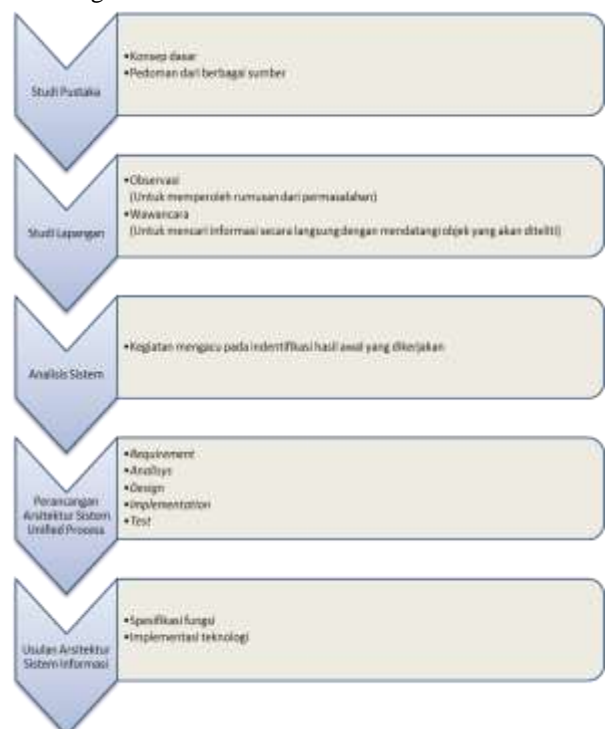 Studi Pustaka
•Konsep dasar
•Pedoman dari berbagai sumber
Studi Lapangan
•Observasi
(Untuk memperoleh rumusan dari permasalahan)
•Wawancara
(Untuk mencari informasi secara langsung dengan mendatangi objek yang akan diteliti)
Analisis Sistem
•Kegiatan mengacu pada indentifikasi hasil awal yang dikerjakan
Perancangan
Arsitektur Sistem
Unified Process
•Requirement
•Analisys
•Design
•Implementation
•Test
Usulan Arsitektur
Sistem Informasi
•Spesifikasi fungsi
•Implementasi teknologi